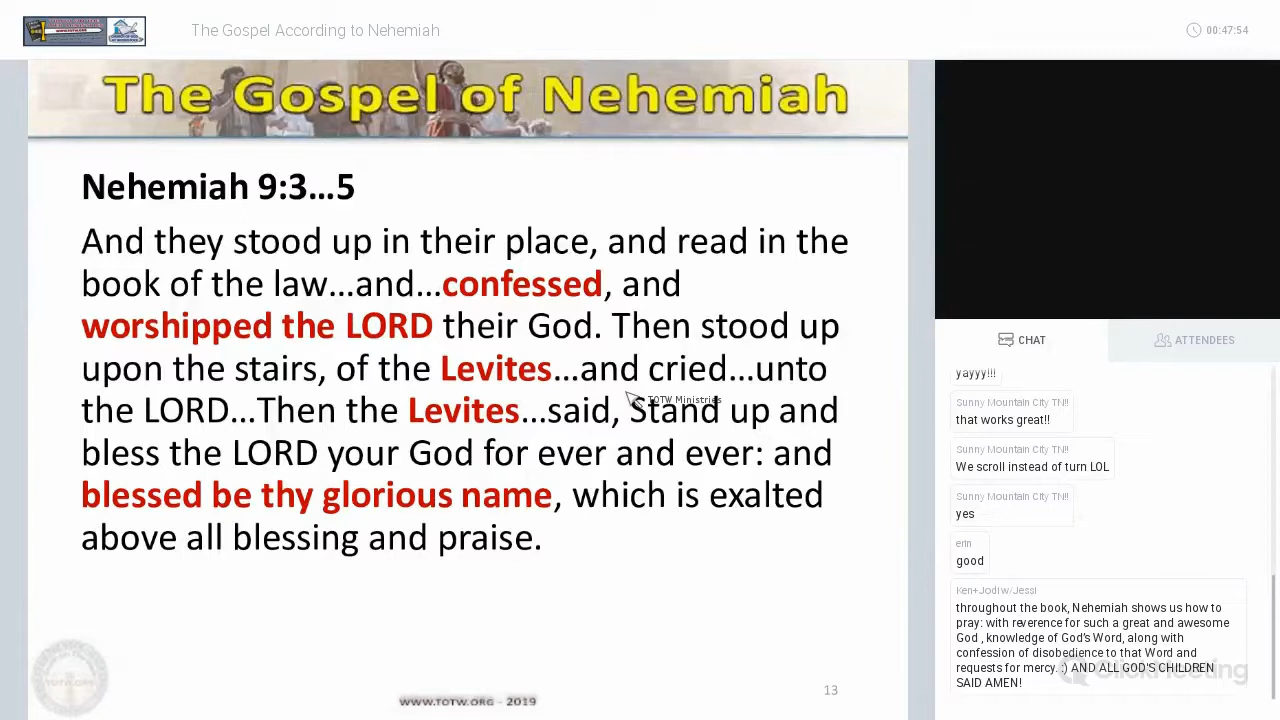 The Gospel According to Nehemiah
00:47:54
The Gospel of Nehemiah
Nehemiah 9:3...5
And they stood up in their place, and read in the
book of the law...and...confessed, and
worshipped the LORD their God. Then stood up
upon the stairs, of the Levites...and cried...unto
the LORD...Then the Levites...said, Stand up and
bless the LORD your God for ever and ever: and
blessed be thy glorious name, which is exalted
above all blessing and praise.
TOTW Ministries
WWW.TOTW.ORG - 2019
13
CHAT
ATTENDEES
yayyy!!!
Sunny Mountain City TN!!
that works great!!
Sunny Mountain City TN!!
We scroll instead of turn LOL
Sunny Mountain City TN!!
yes
erin
good
Ken+Jodi w/Jessi
throughout the book, Nehemiah shows us how to
pray: with reverence for such a great and awesome
God , knowledge of God's Word, along with
confession of disobedience to that Word and
requests for mercy. :) AND ALL GOD'S CHILDREN
SAID AMEN!
ClickMeeting